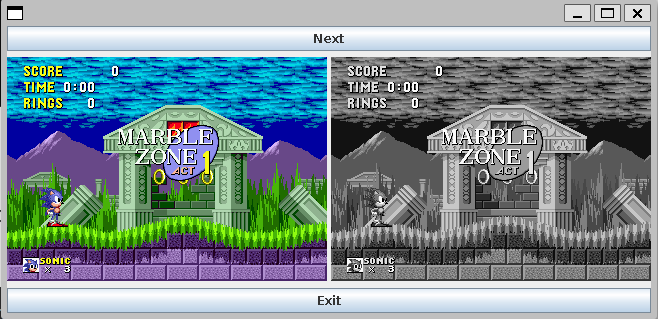 Next
SCORE 0
TIME 0:00
RINGS 0
MARBLE
ZONE 1
ACT
SONIC
x 3
SCORE 0
TIME 0:00
RINGS 0
MARBLE
ZONE 1
ACT
SONIC
x 3
Exit